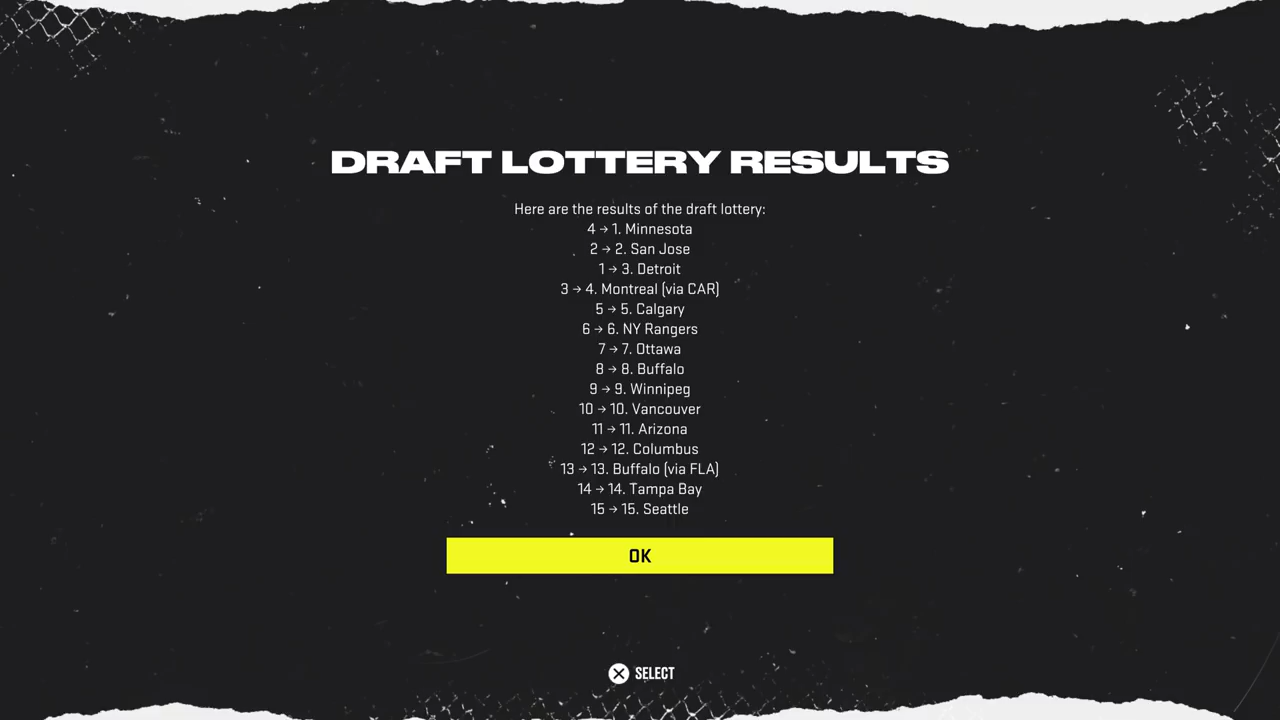 DRAFT LOTTERY RESULTS
Here are the results of the draft lottery:
4 → 1. Minnesota
2 → 2. San Jose
1 → 3. Detroit
3 → 4. Montreal (via CAR)
5 → 5. Calgary
6 → 6. NY Rangers
7 → 7. Ottawa
8 → 8. Buffalo
9 → 9. Winnipeg
10 → 10. Vancouver
11 → 11. Arizona
12 → 12. Columbus
13 → 13. Buffalo (via FLA)
14 → 14. Tampa Bay
15 → 15. Seattle
OK
SELECT